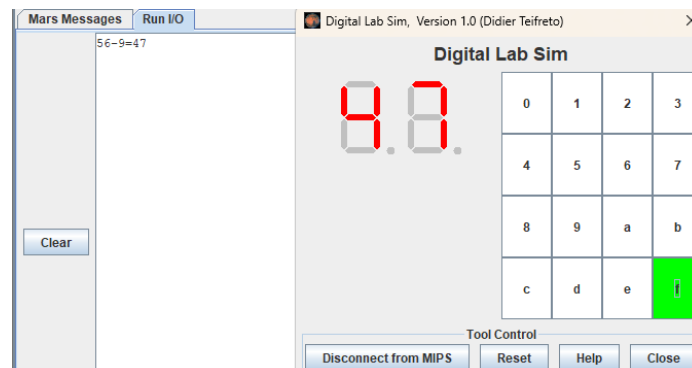 Mars Messages Run I/O
56-9=47
Clear
Digital Lab Sim, Version 1.0 (Didier Teifreto)
Digital Lab Sim
47
0 1 2 3
4 5 6 7
8 9 a b
c d e f
Tool Control
Disconnect from MIPS Reset Help Close